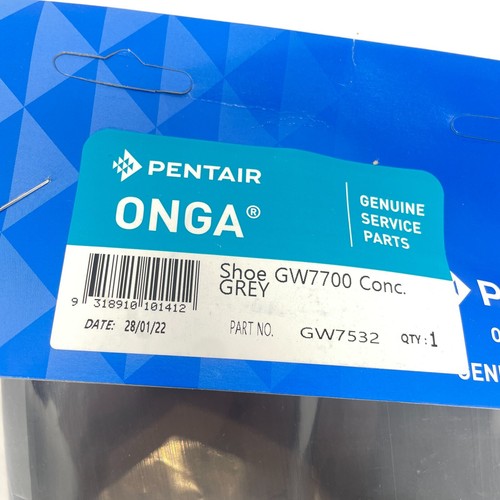 PENTAIR
ONGA®
GENUINE
SERVICE
PARTS
Shoe GW7700 Conc.
GREY
9 318910 101412
DATE: 28/01/22
PART NO. GW7532 QTY: 1